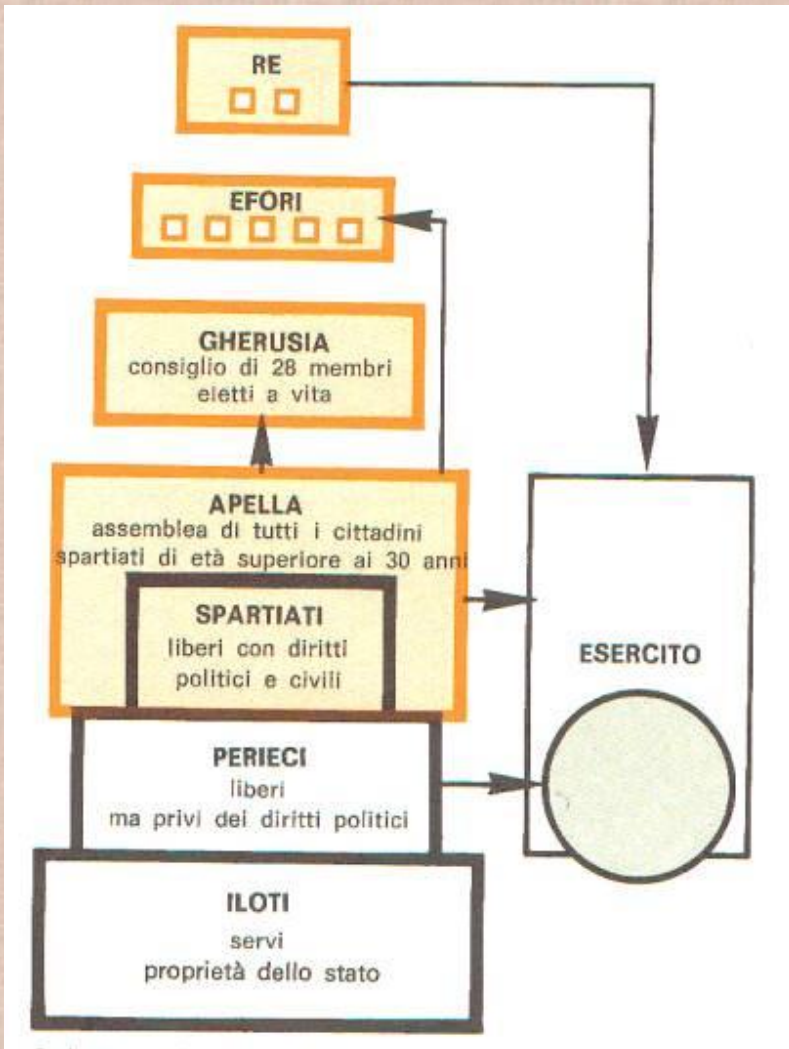 RE
EFORI
GHERUSIA
consiglio di 28 membri
eletti a vita
APELLA
assemblea di tutti i cittadini
spartiati di età superiore ai 30 anni
SPARTIATI
liberi con diritti
politici e civili
ESERCITO
PERIECI
liberi
ma privi dei diritti politici
ILOTI
servi
proprietà dello stato